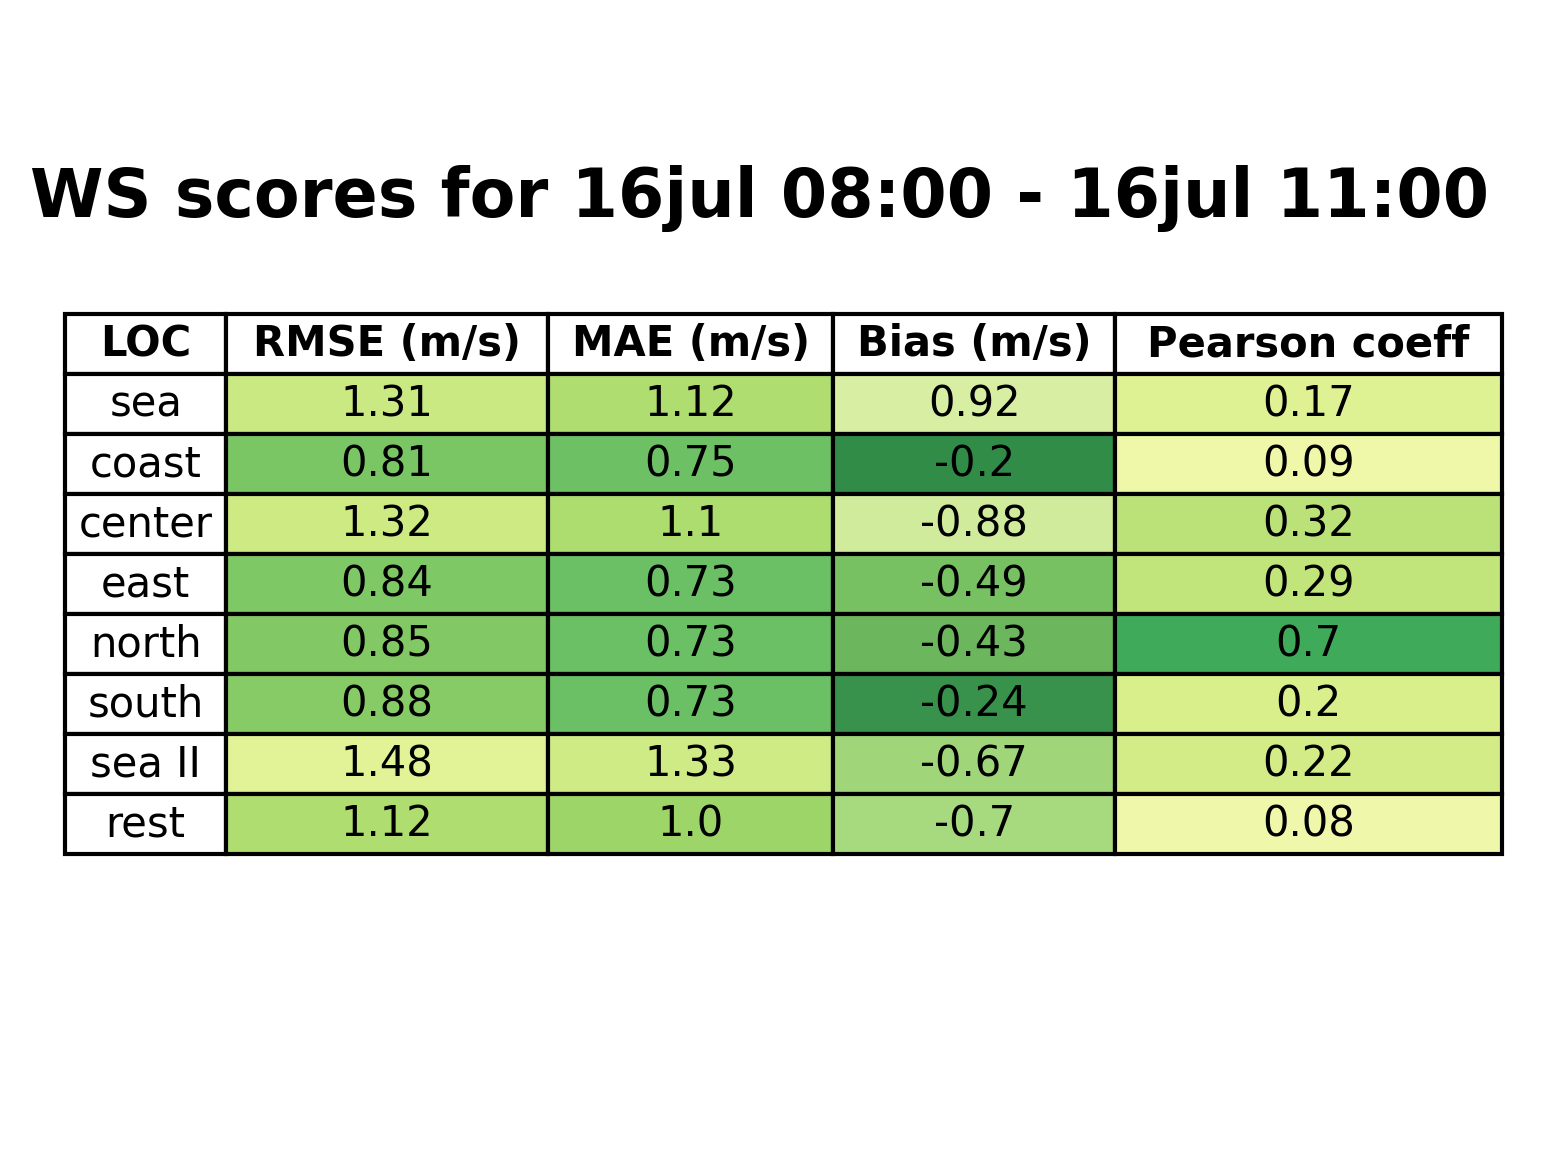 WS scores for 16jul 08:00 - 16jul 11:00
LOC RMSE (m/s) MAE (m/s) Bias (m/s) Pearson coeff
sea 1.31 1.12 0.92 0.17
coast 0.81 0.75 -0.2 0.09
center 1.32 1.1 -0.88 0.32
east 0.84 0.73 -0.49 0.29
north 0.85 0.73 -0.43 0.7
south 0.88 0.73 -0.24 0.2
sea II 1.48 1.33 -0.67 0.22
rest 1.12 1.0 -0.7 0.08